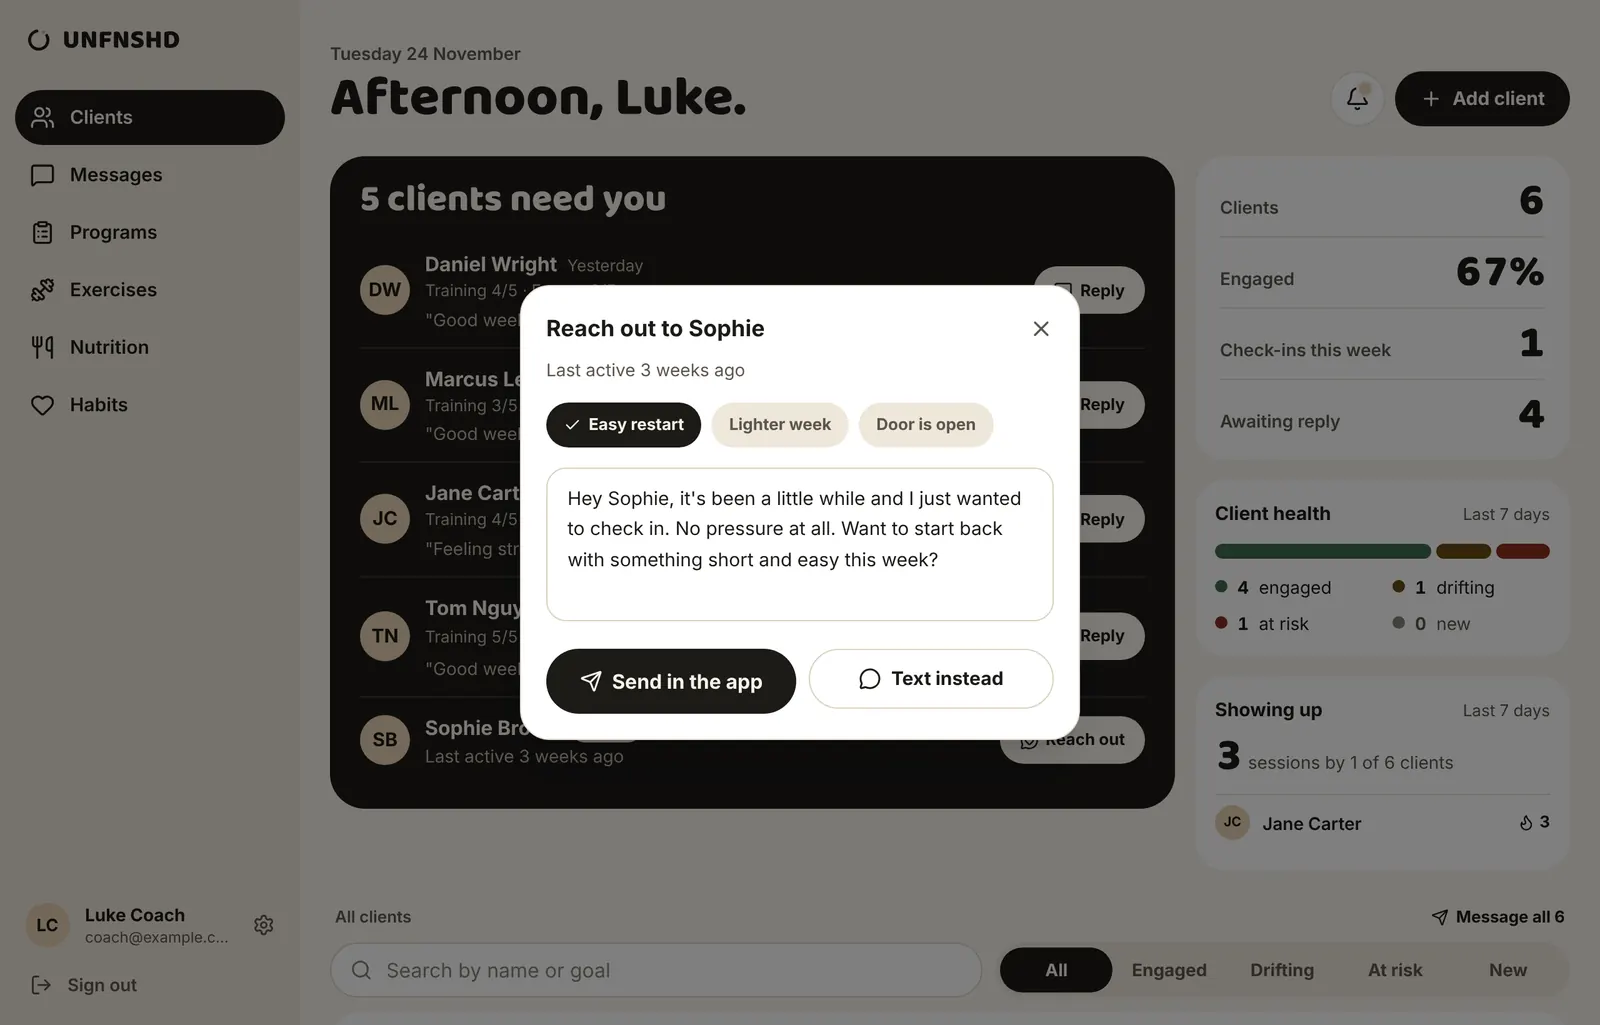 UNFNSHD
Clients
Messages
Programs
Exercises
Nutrition
Habits
LC
Luke Coach
coach@example.c...
Sign out
Tuesday 24 November
Afternoon, Luke.
Add client
5 clients need you
DW
Daniel Wright Yesterday
Training 4/5 ·
"Good wee
Reply
ML
Marcus Le
Training 3/5
"Good wee
Reply
JC
Jane Cart
Training 4/5
"Feeling str
Reply
TN
Tom Nguy
Training 5/5
"Good wee
Reply
SB
Sophie Bro
Last active 3 weeks ago
Reach out
Reach out to Sophie
Last active 3 weeks ago
Easy restart
Lighter week
Door is open
Hey Sophie, it's been a little while and I just wanted
to check in. No pressure at all. Want to start back
with something short and easy this week?
Send in the app
Text instead
Clients 6
Engaged 67%
Check-ins this week 1
Awaiting reply 4
Client health Last 7 days
4 engaged
1 drifting
1 at risk
0 new
Showing up Last 7 days
3 sessions by 1 of 6 clients
JC Jane Carter 3
All clients
Message all 6
Search by name or goal
All
Engaged
Drifting
At risk
New